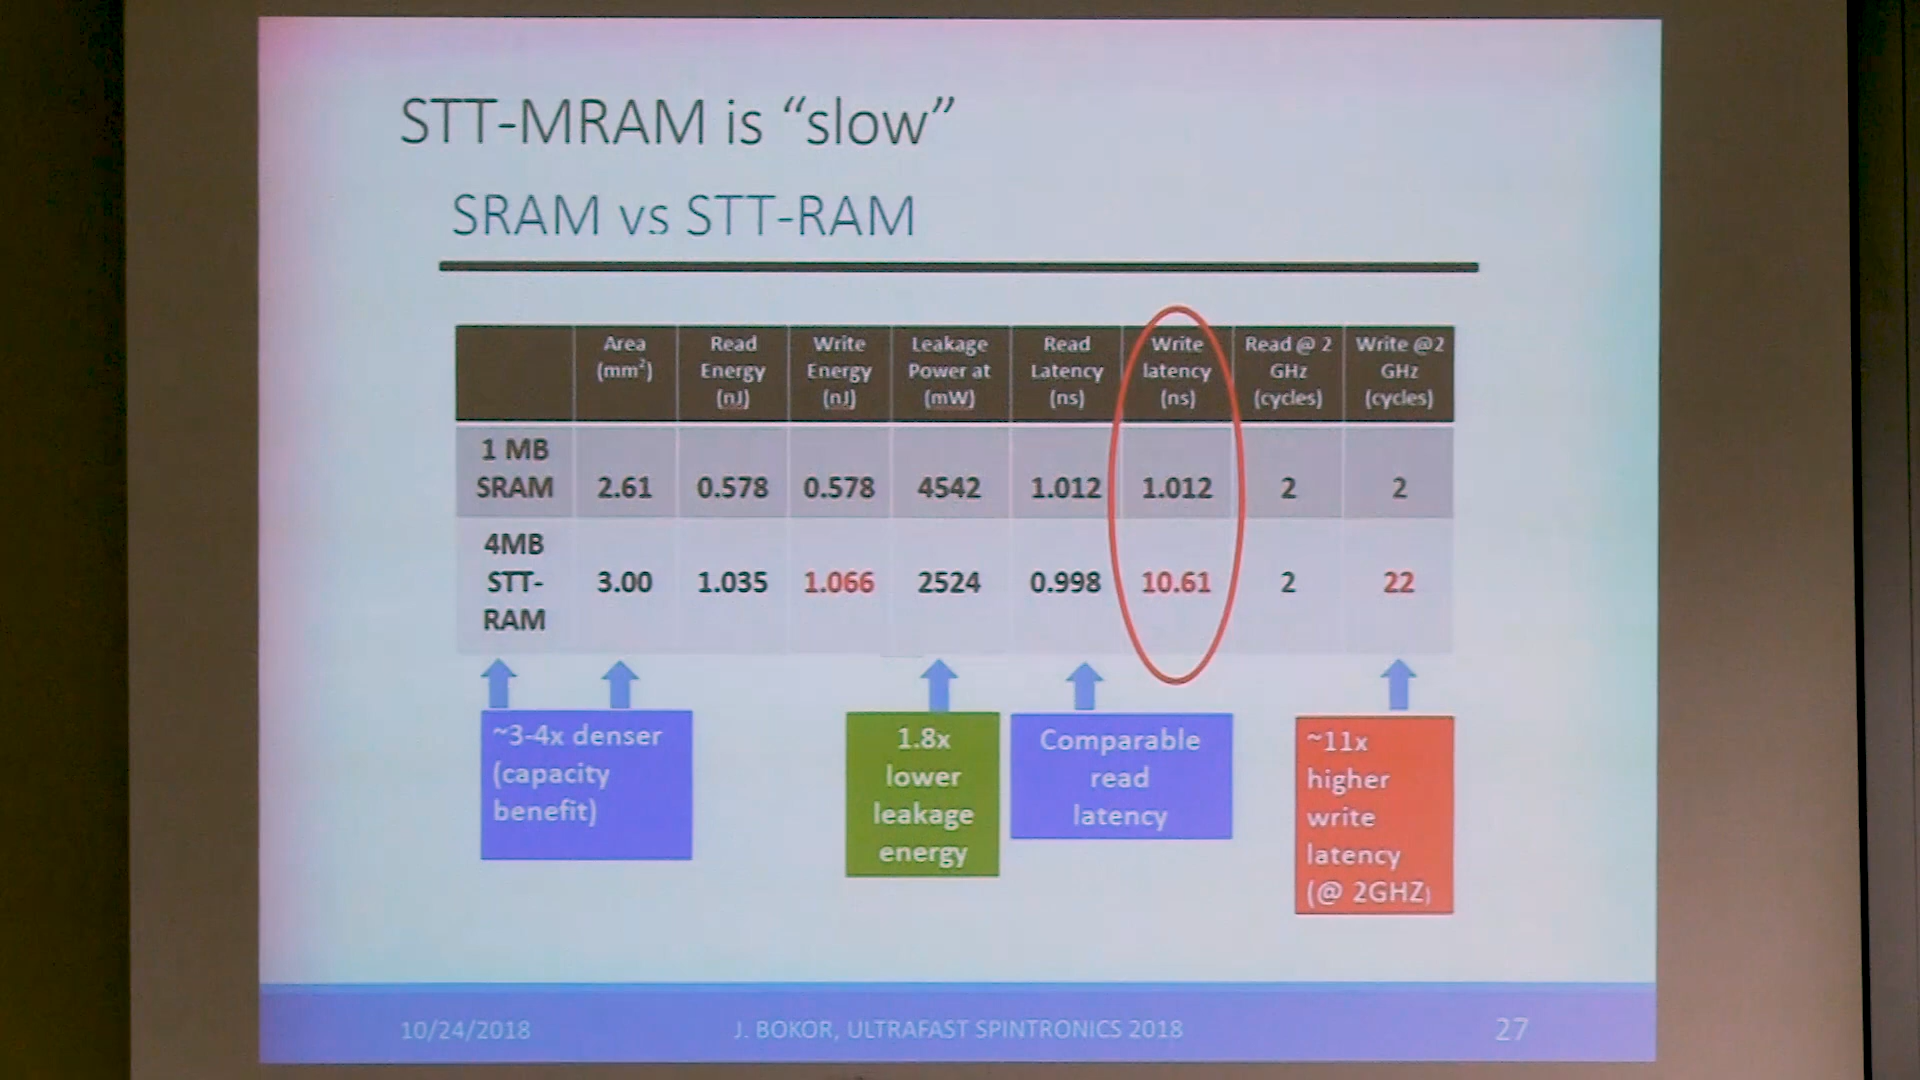 STT-MRAM is “slow”
SRAM vs STT-RAM
Area (mm²) Read Energy (nJ) Write Energy (nJ) Leakage Power at (mW) Read Latency (ns) Write latency (ns) Read @ 2 GHz (cycles) Write @2 GHz (cycles)
1 MB SRAM 2.61 0.578 0.578 4542 1.012 1.012 2 2
4MB STT-RAM 3.00 1.035 1.066 2524 0.998 10.61 2 22
~3-4x denser
(capacity
benefit)
1.8x
lower
leakage
energy
Comparable
read
latency
~11x
higher
write
latency
(@ 2GHZ)
10/24/2018 J. BOKOR, ULTRAFAST SPINTRONICS 2018 27